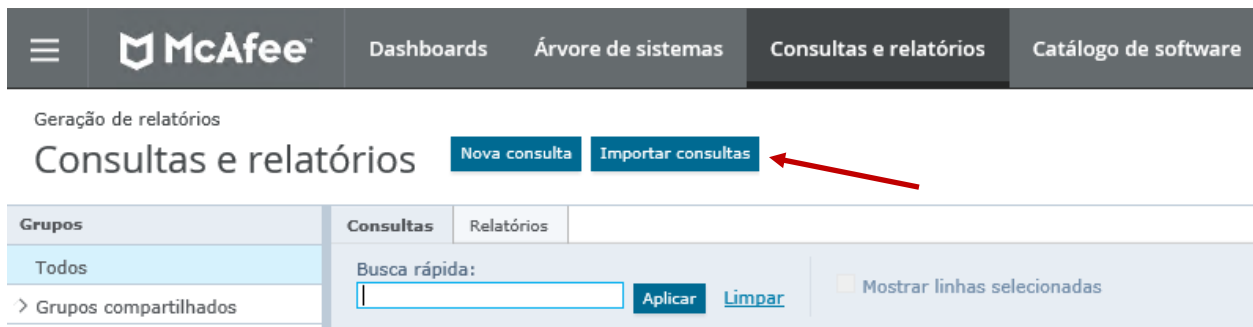 McAfee™ Dashboards Árvore de sistemas Consultas e relatórios Catálogo de software
Geração de relatórios
Consultas e relatórios Nova consulta Importar consultas
Grupos Consultas Relatórios
Todos Busca rápida:
Aplicar Limpar Mostrar linhas selecionadas
Grupos compartilhados